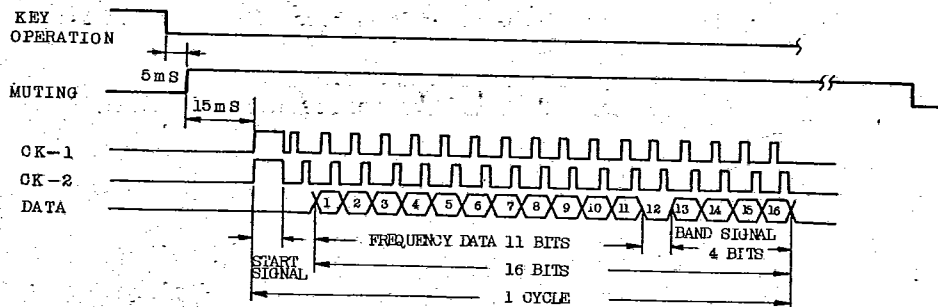 KEY
OPERATION
5mS
MUTING
15mS
CK-1
CK-2
DATA
1 2 3 4 5 6 7 8 9 10 11 12 13 14 15 16
FREQUENCY DATA 11 BITS
BAND SIGNAL
4 BITS
START
SIGNAL
16 BITS
1 CYCLE